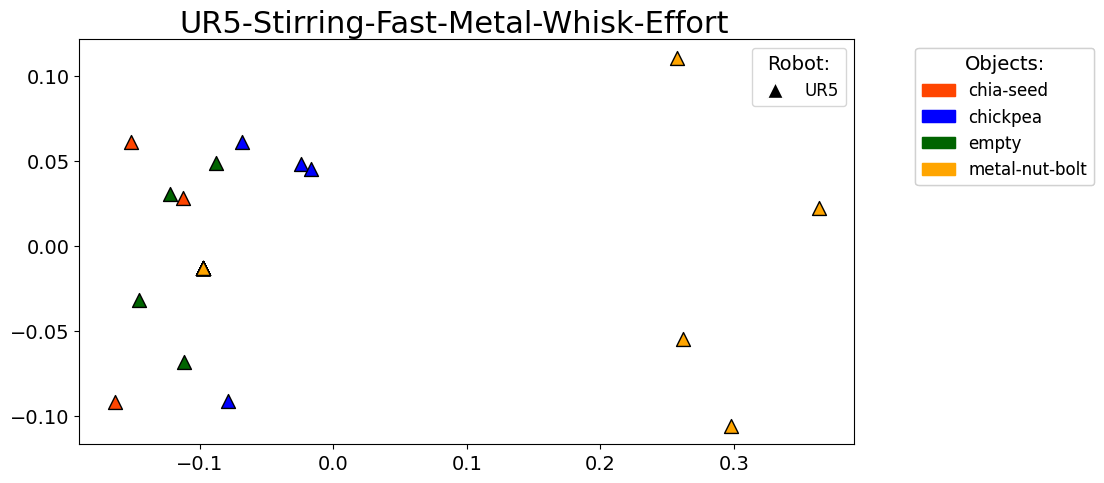 UR5-Stirring-Fast-Metal-Whisk-Effort
0.10
0.05
0.00
−0.05
−0.10
−0.1
0.0
0.1
0.2
0.3
Robot:
UR5
Objects:
chia-seed
chickpea
empty
metal-nut-bolt